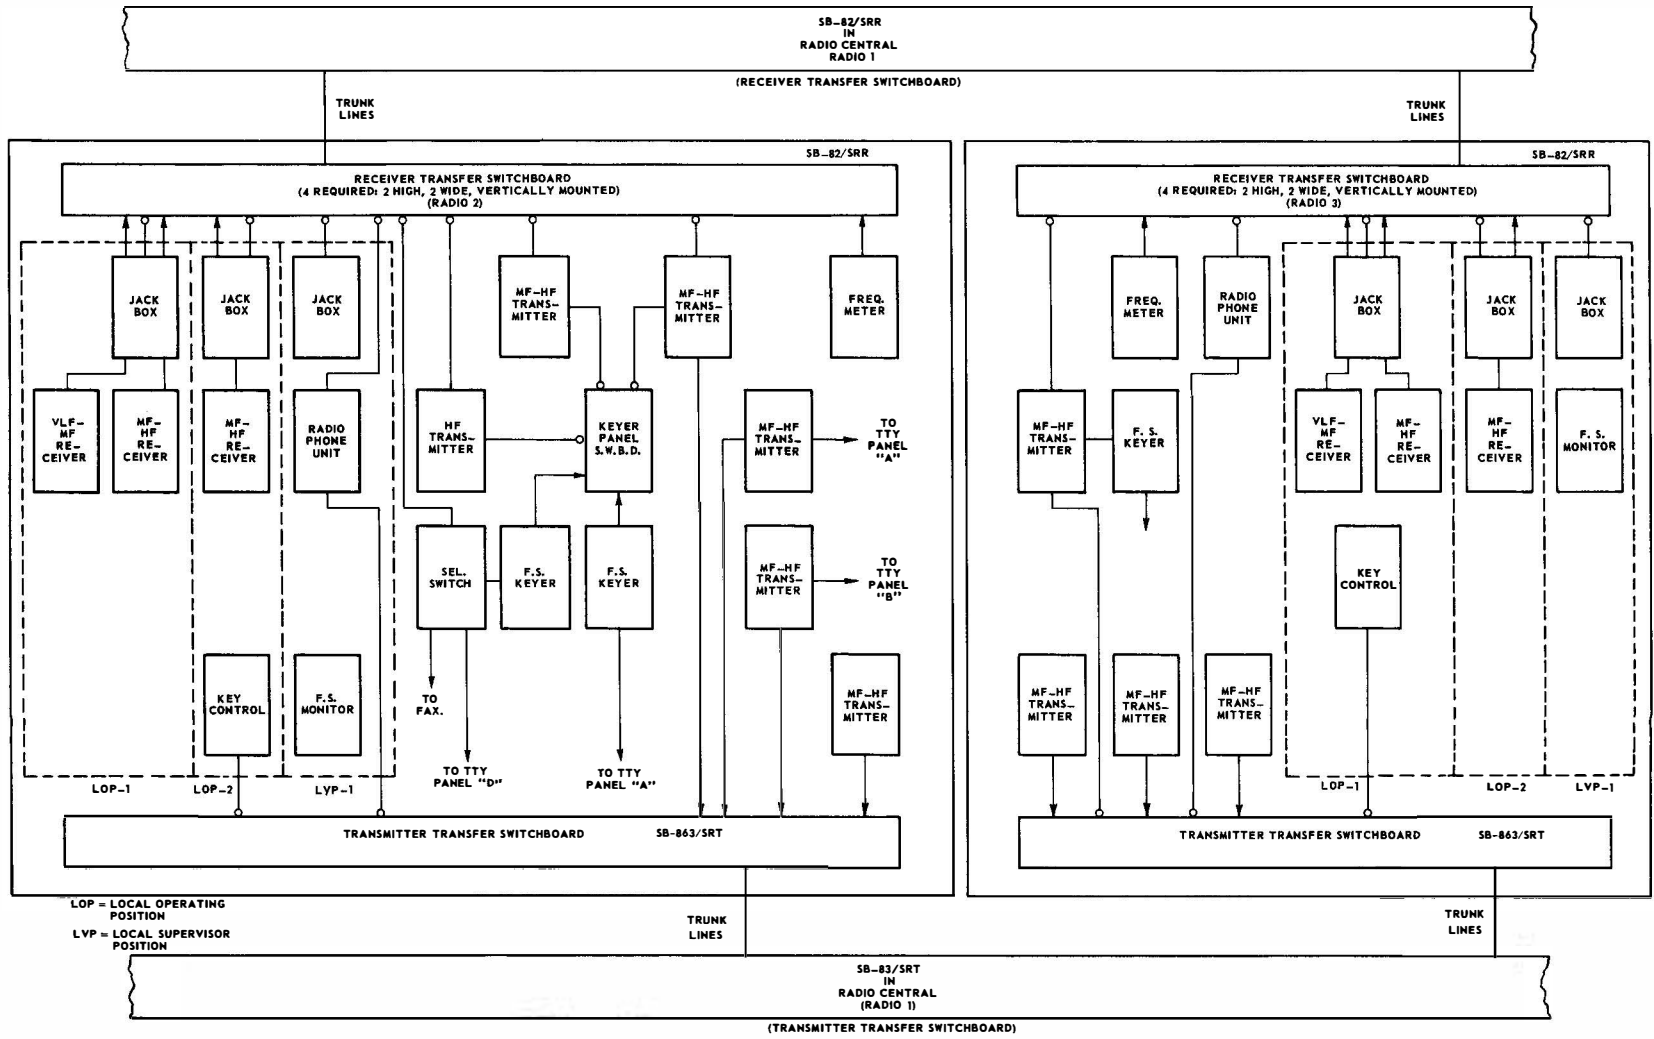 SB-82/SRR
IN
RADIO CENTRAL
RADIO 1
(RECEIVER TRANSFER SWITCHBOARD)
TRUNK
LINES
TRUNK
LINES
SB-82/SRR
RECEIVER TRANSFER SWITCHBOARD
(4 REQUIRED: 2 HIGH, 2 WIDE, VERTICALLY MOUNTED)
(RADIO 2)
JACK
BOX
JACK
BOX
JACK
BOX
MF-HF
TRANS-
MITTER
MF-HF
TRANS-
MITTER
FREQ.
METER
VLF-
MF
RE-
CEIVER
MF-
HF
RE-
CEIVER
MF-
HF
RE-
CEIVER
RADIO
PHONE
UNIT
HF
TRANS-
MITTER
KEYER
PANEL
S.W.B.D.
MF-HF
TRANS-
MITTER
TO
TTY
PANEL
"A"
SEL.
SWITCH
F.S.
KEYER
F.S.
KEYER
MF-HF
TRANS-
MITTER
TO
TTY
PANEL
"B"
KEY
CONTROL
F.S.
MONITOR
TO
FAX.
MF-HF
TRANS-
MITTER
TO TTY
PANEL "D"
TO TTY
PANEL "A"
LOP-1
LOP-2
LVP-1
TRANSMITTER TRANSFER SWITCHBOARD
SB-863/SRT
SB-82/SRR
RECEIVER TRANSFER SWITCHBOARD
(4 REQUIRED: 2 HIGH, 2 WIDE, VERTICALLY MOUNTED)
(RADIO 3)
FREQ.
METER
RADIO
PHONE
UNIT
JACK
BOX
JACK
BOX
JACK
BOX
MF-HF
TRANS-
MITTER
F. S.
KEYER
VLF-
MF
RE-
CEIVER
MF-
HF
RE-
CEIVER
MF-
HF
RE-
CEIVER
F. S.
MONITOR
KEY
CONTROL
MF-HF
TRANS-
MITTER
MF-HF
TRANS-
MITTER
MF-HF
TRANS-
MITTER
LOP-1
LOP-2
LVP-1
TRANSMITTER TRANSFER SWITCHBOARD
SB-863/SRT
LOP = LOCAL OPERATING
POSITION
LVP = LOCAL SUPERVISOR
POSITION
TRUNK
LINES
TRUNK
LINES
SB-83/SRT
IN
RADIO CENTRAL
(RADIO 1)
(TRANSMITTER TRANSFER SWITCHBOARD)